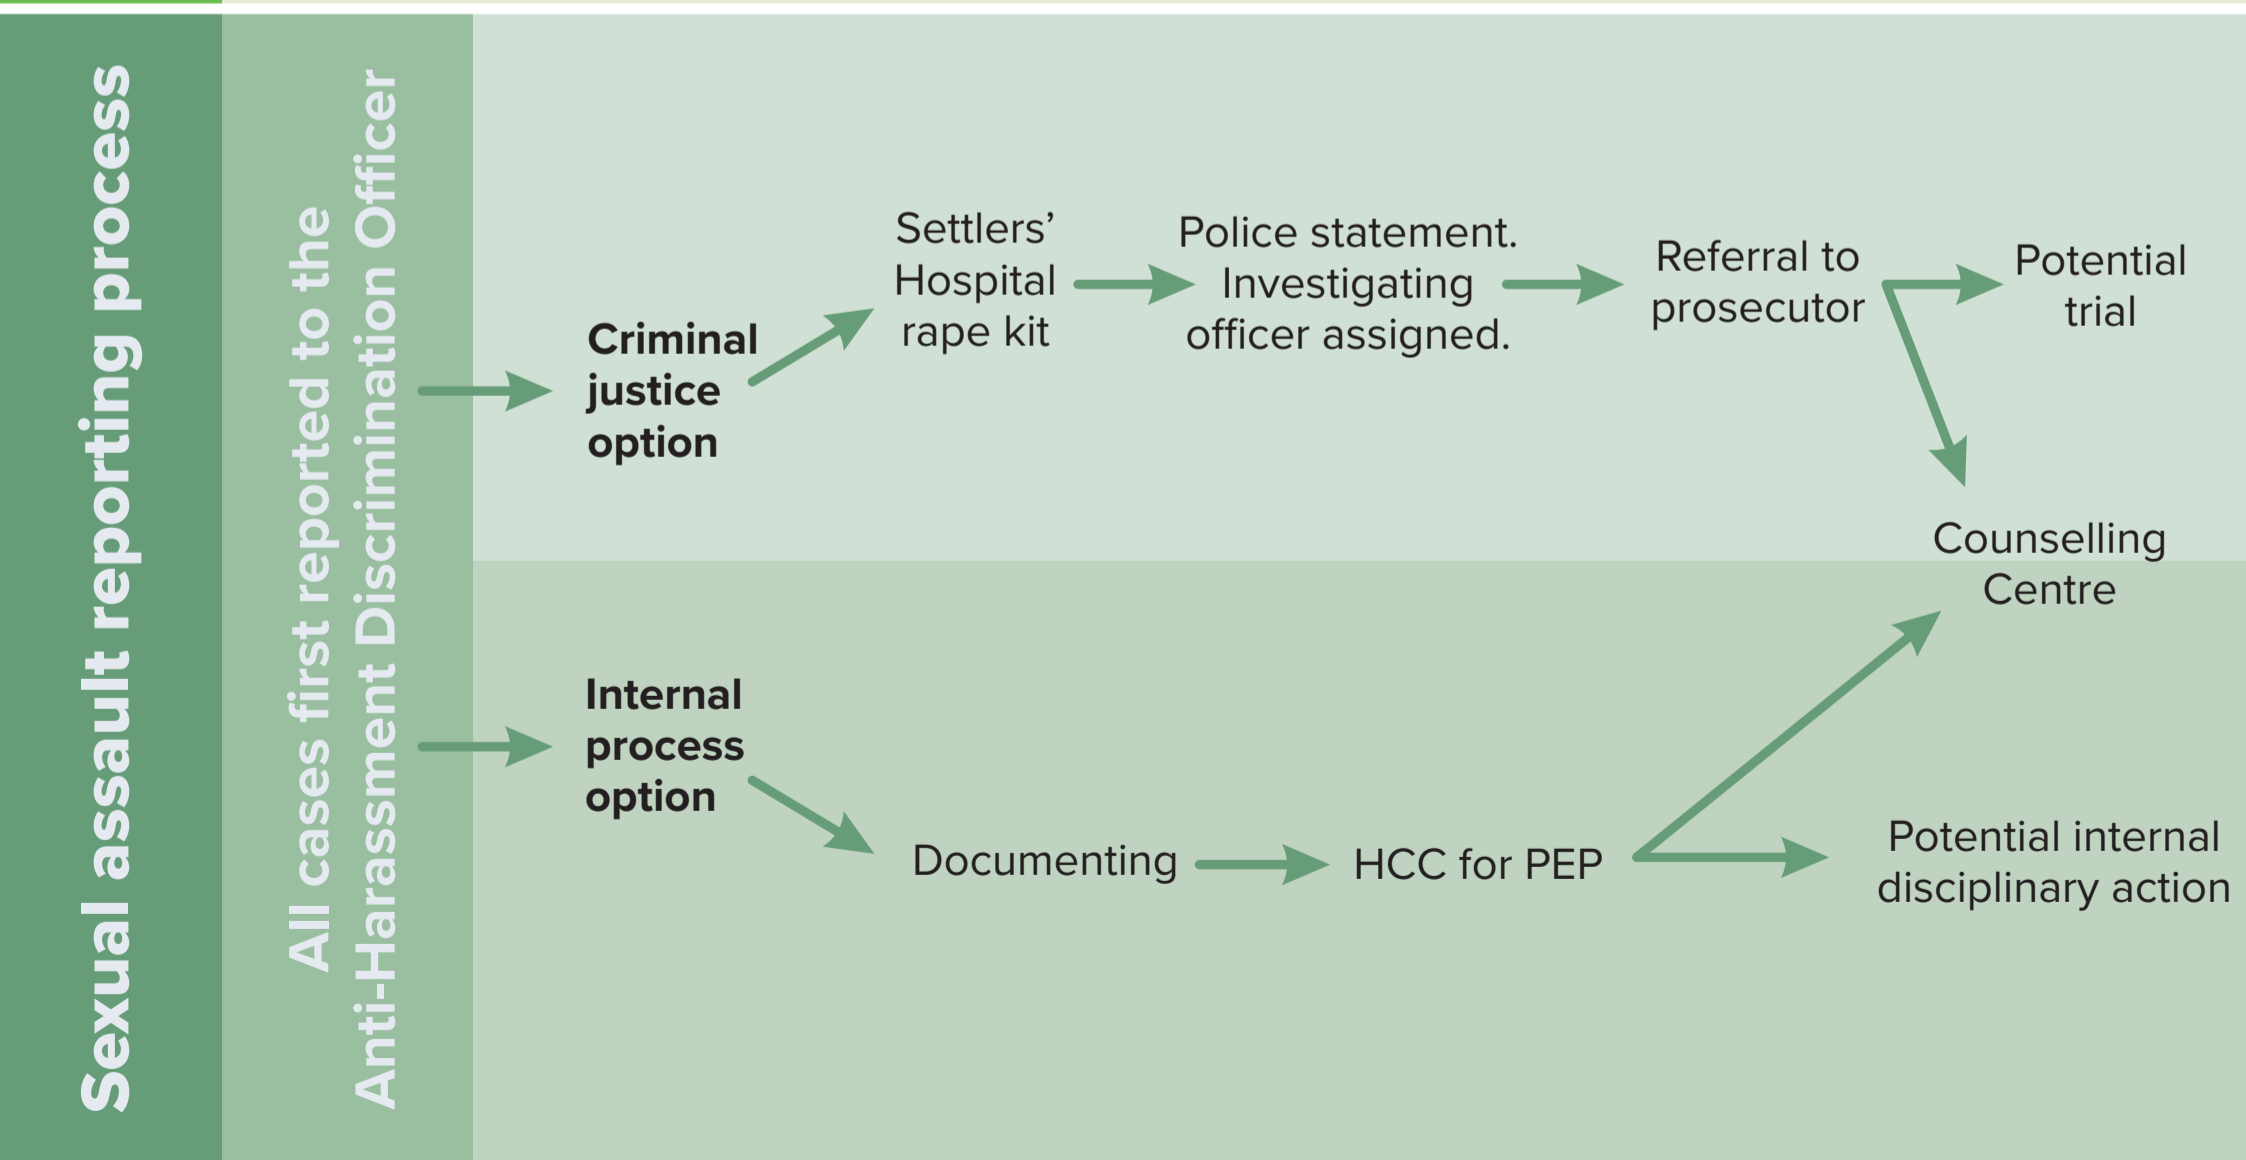 Sexual assault reporting process
All cases first reported to the
Anti-Harassment Discrimination Officer
Criminal
justice
option
Settlers’
Hospital
rape kit
Police statement.
Investigating
officer assigned.
Referral to
prosecutor
Potential
trial
Counselling
Centre
Internal
process
option
Documenting
HCC for PEP
Potential internal
disciplinary action